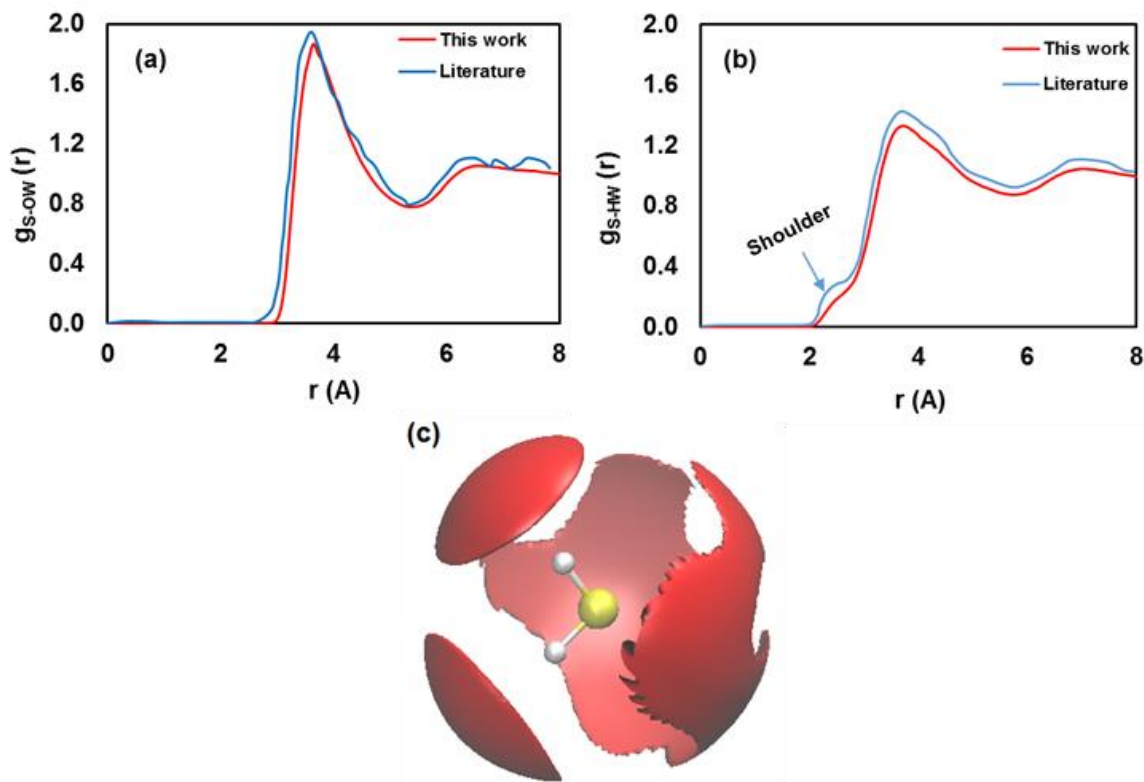 (a)
This work
Literature
2.0
1.6
1.2
0.8
0.4
0.0
gS-OW (r)
0 2 4 6 8
r (A)
(b)
This work
Literature
Shoulder
2.0
1.6
1.2
0.8
0.4
0.0
gS-HW (r)
0 2 4 6 8
r (A)
(c)